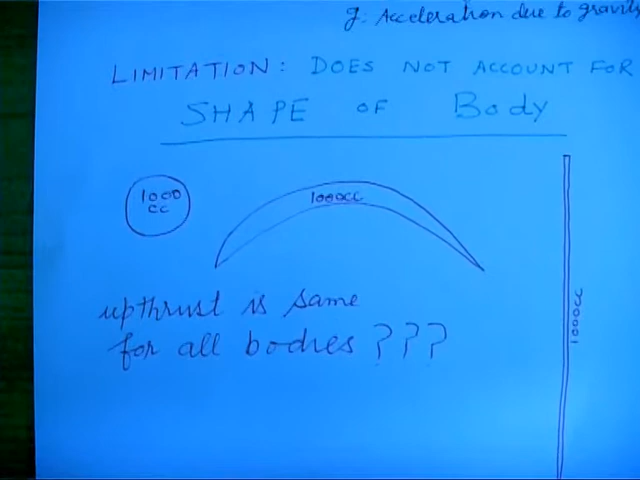 g: Acceleration due to gravity
LIMITATION: DOES NOT ACCOUNT FOR
SHAPE OF Body
1000
CC
1000CC
1000CC
upthrust is same
for all bodies ???